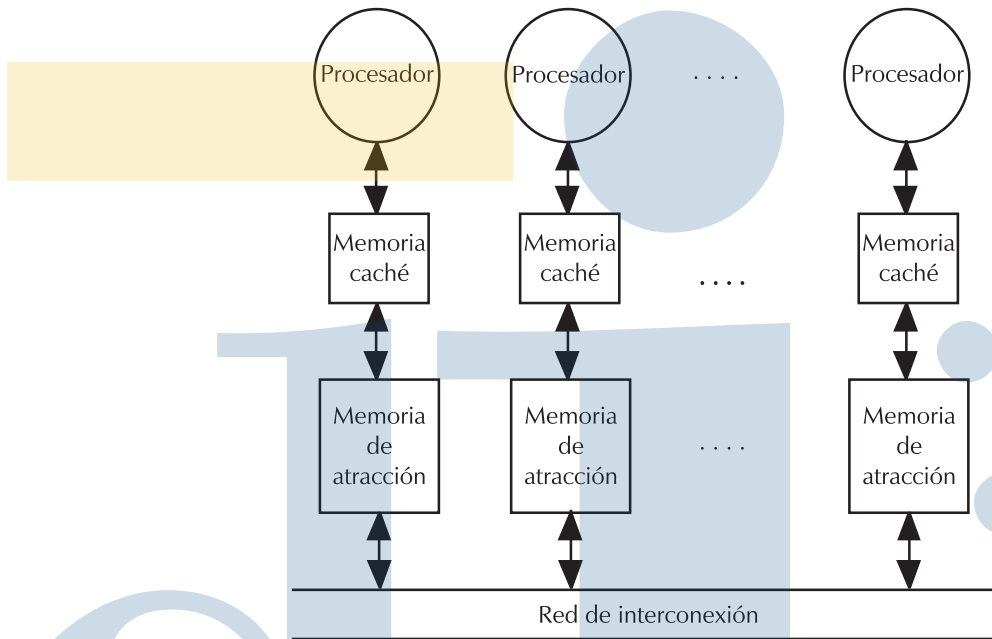 Procesador Procesador . . . . Procesador
Memoria caché Memoria caché . . . . Memoria caché
Memoria de atracción Memoria de atracción . . . . Memoria de atracción
Red de interconexión